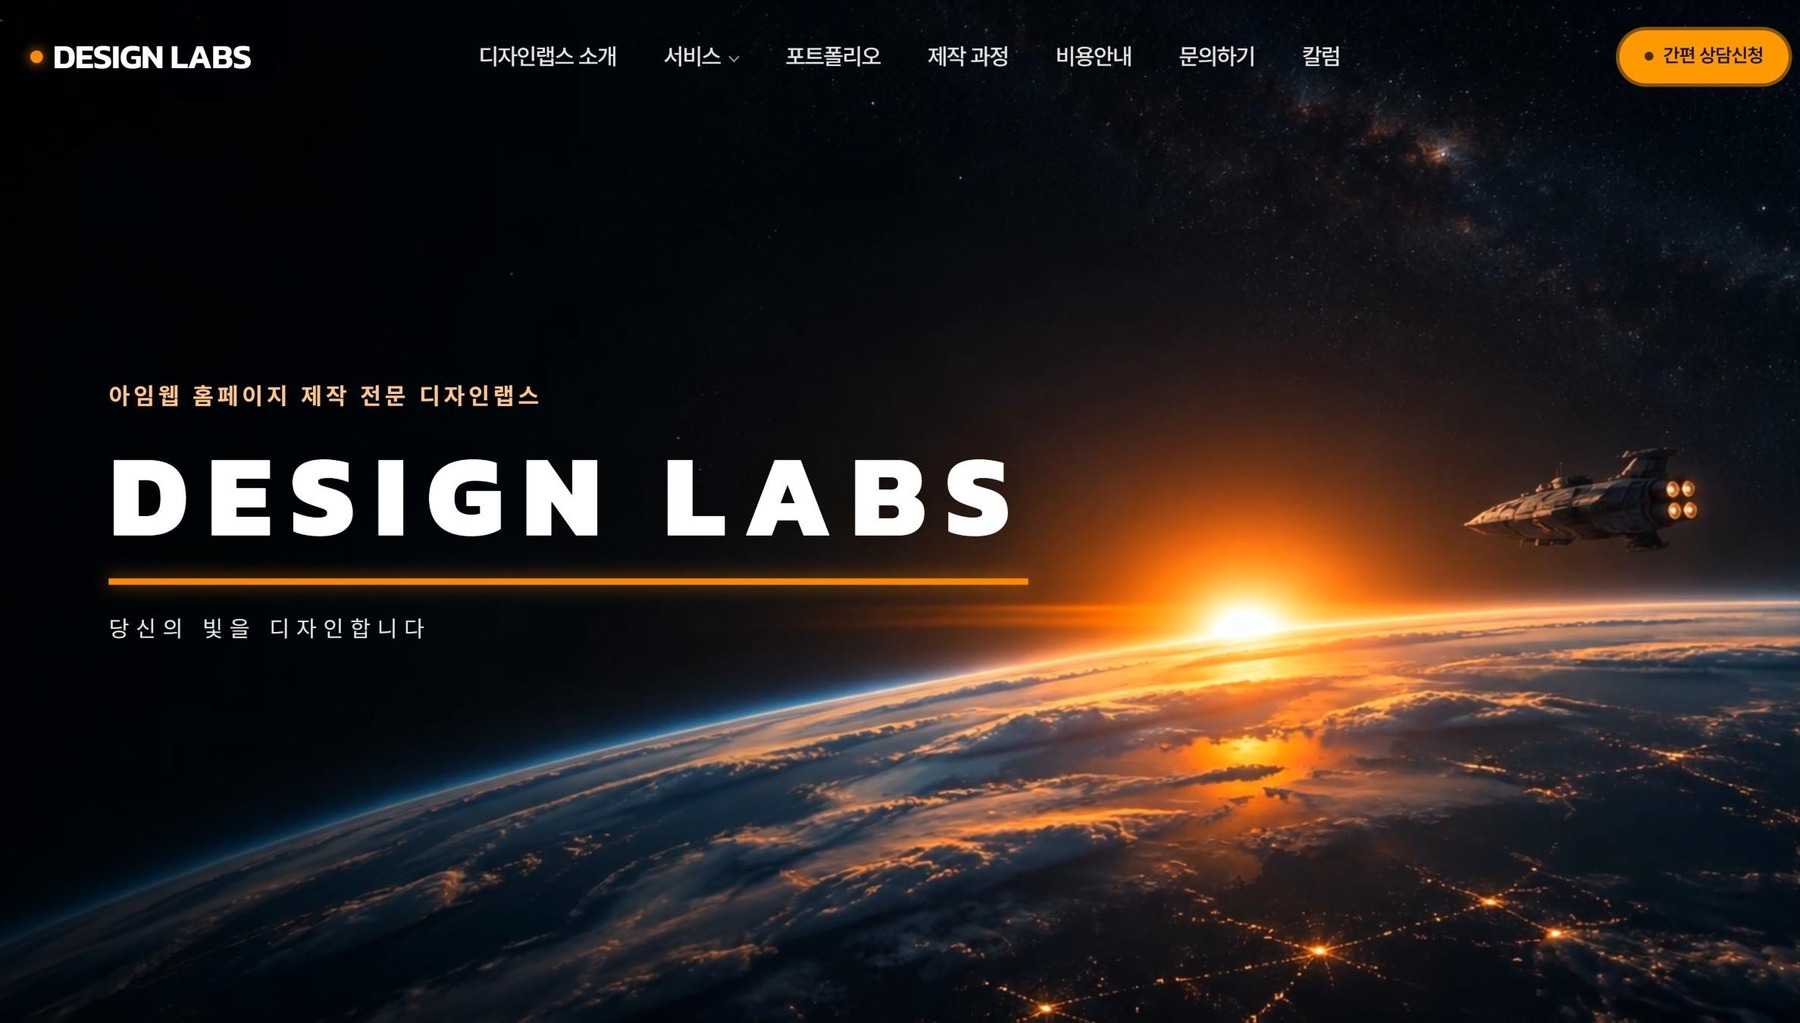 DESIGN LABS
디자인랩스 소개
서비스
포트폴리오
제작 과정
비용안내
문의하기
칼럼
간편 상담신청
아임웹 홈페이지 제작 전문 디자인랩스
DESIGN LABS
당신의 빛을 디자인합니다